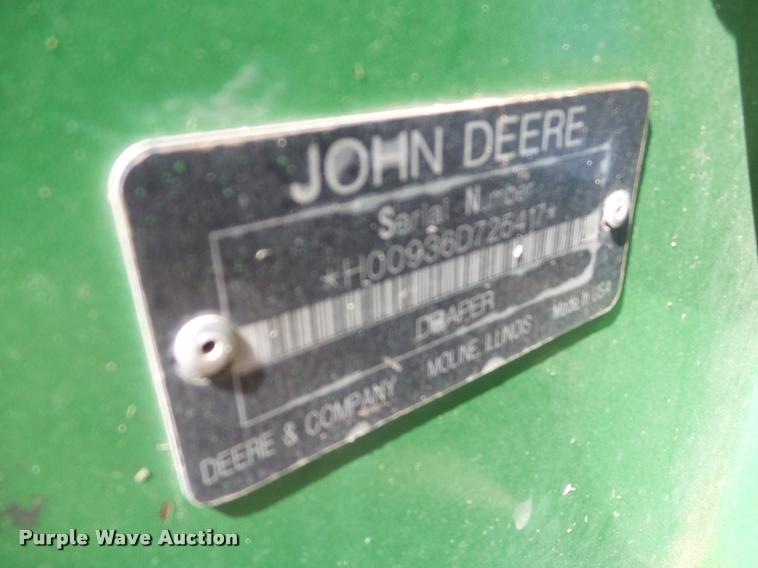 JOHN DEERE
Serial Number
*H00936D725417*
DRAPER
DEERE & COMPANY MOLINE, ILLINOIS Made in USA
Purple Wave Auction